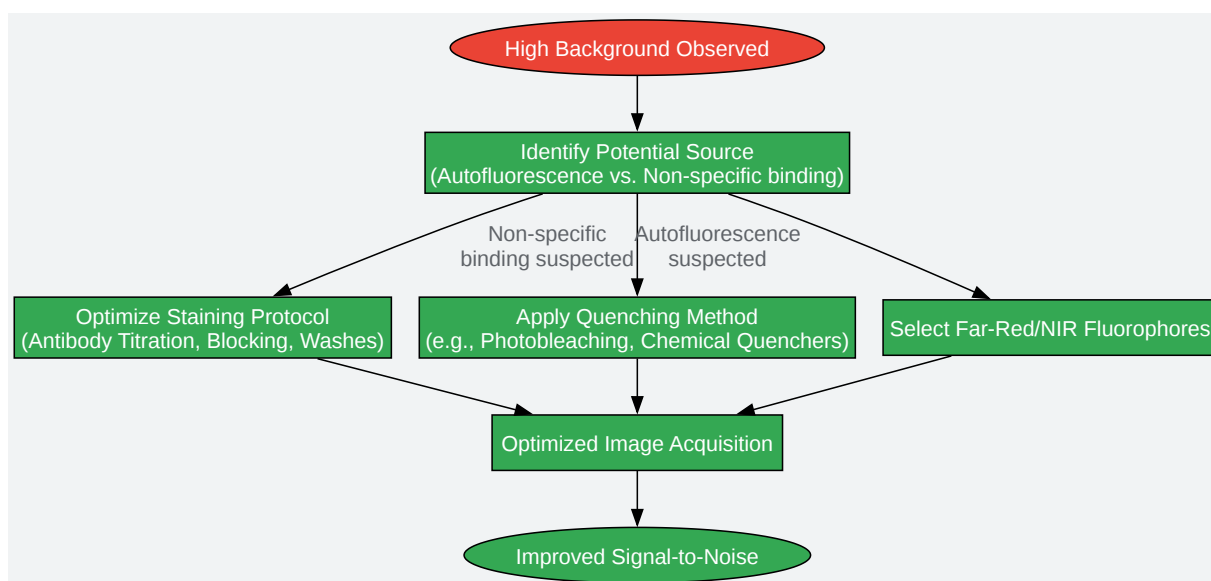 High Background Observed
Identify Potential Source
(Autofluorescence vs. Non-specific binding)
Non-specific
binding suspected
Autofluorescence
suspected
Optimize Staining Protocol
(Antibody Titration, Blocking, Washes)
Apply Quenching Method
(e.g., Photobleaching, Chemical Quenchers)
Select Far-Red/NIR Fluorophores
Optimized Image Acquisition
Improved Signal-to-Noise